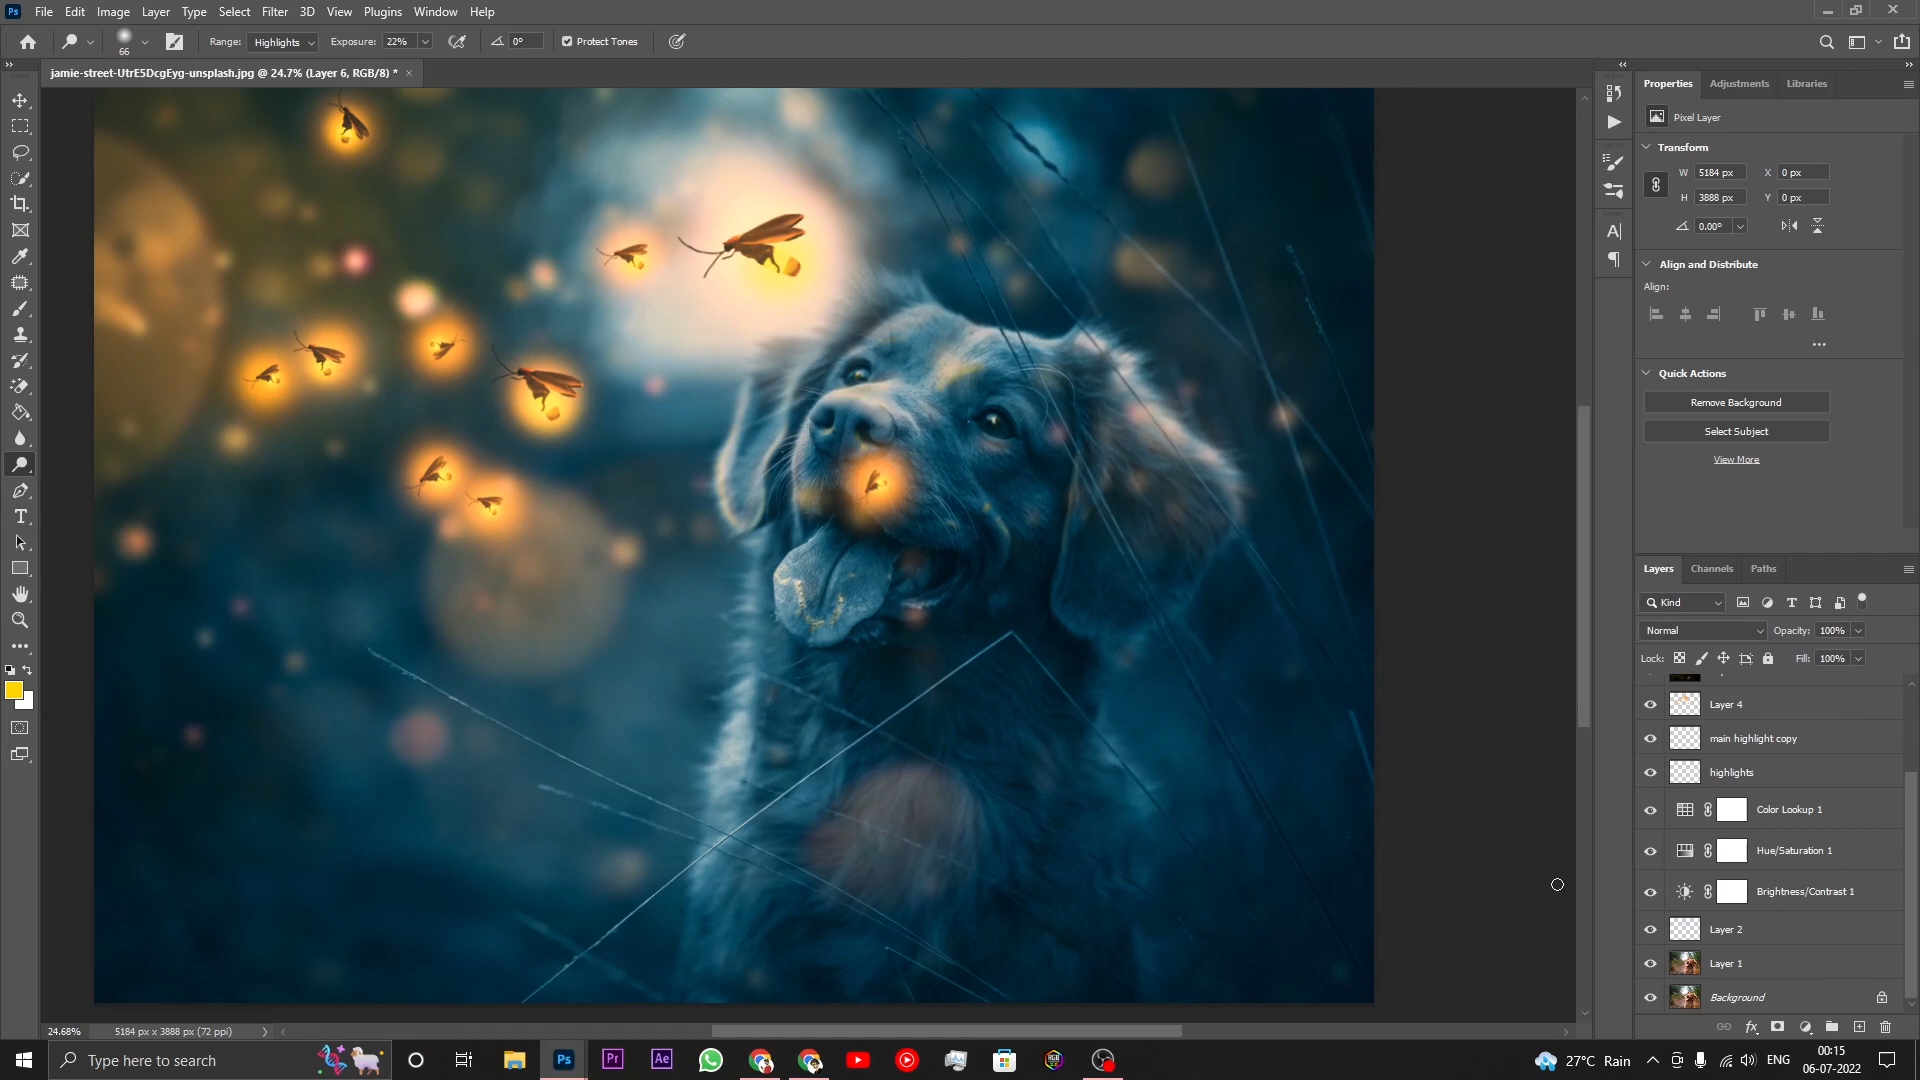 Ps File Edit Image Layer Type Select Filter 3D View Plugins Window Help
66 Range: Highlights Exposure: 22% 0° Protect Tones
jamie-street-UtrE5DcgEyg-unsplash.jpg @ 24.7% (Layer 6, RGB/8) *
Properties Adjustments Libraries
Pixel Layer
Transform
W 5184 px X 0 px
H 3888 px Y 0 px
0.00°
Align and Distribute
Align:
Quick Actions
Remove Background
Select Subject
View More
Layers Channels Paths
Kind
Normal Opacity: 100%
Lock: Fill: 100%
Layer 4
main highlight copy
highlights
Color Lookup 1
Hue/Saturation 1
Brightness/Contrast 1
Layer 2
Layer 1
Background
24.68% 5184 px x 3888 px (72 ppi)
Type here to search Ps Pr Ae 27°C Rain ENG 00:15
06-07-2022